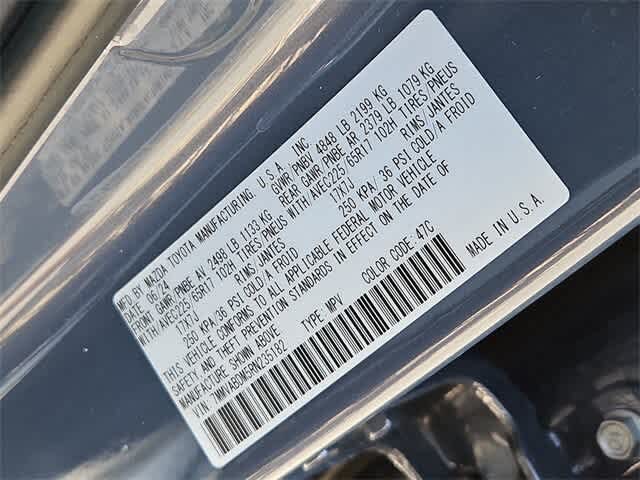 MFD BY MAZDA TOYOTA MANUFACTURING, U.S.A., INC.
DATE: 06/24 GVWR/PNBV 4848 LB 2199 KG
FRONT GAWR/PNBE AV 2498 LB 1133 KG REAR GAWR/PNBE AR 2379 LB 1079 KG
WITH/AVEC225/65R17 102H TIRES/PNEUS WITH AVEC225/65R17 102H TIRES/PNEUS
17X7J RIMS/JANTES 17X7J RIMS/JANTES
250 KPA/36 PSI COLD/A FROID 250 KPA/ 36 PSI COLD/A FROID
THIS VEHICLE CONFORMS TO ALL APPLICABLE FEDERAL MOTOR VEHICLE
SAFETY AND THEFT PREVENTION STANDARDS IN EFFECT ON THE DATE OF
MANUFACTURE SHOWN ABOVE.
VIN 7MMVABDM5RN235182 TYPE: MPV COLOR CODE: 47C
MADE IN U.S.A.